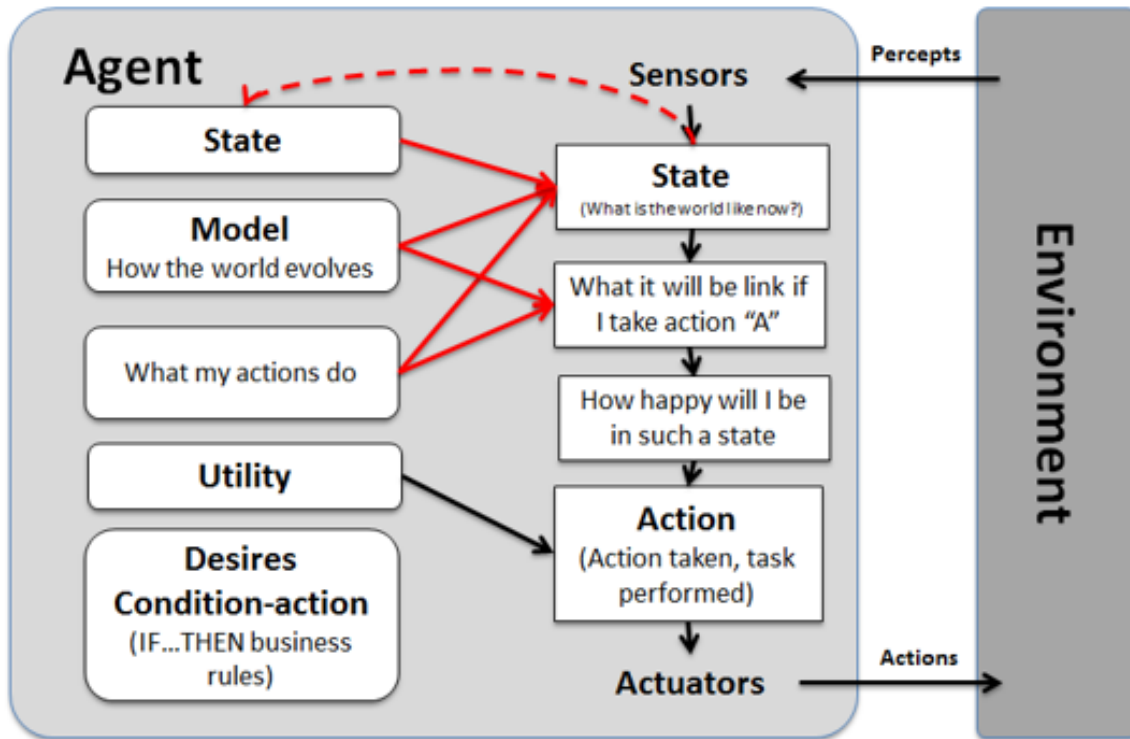 Agent
State
Model
How the world evolves
What my actions do
Utility
Desires
Condition-action
(IF...THEN business
rules)
Sensors
State
(What is the world like now?)
What it will be link if
I take action “A”
How happy will I be
in such a state
Action
(Action taken, task
performed)
Actuators
Percepts
Actions
Environment